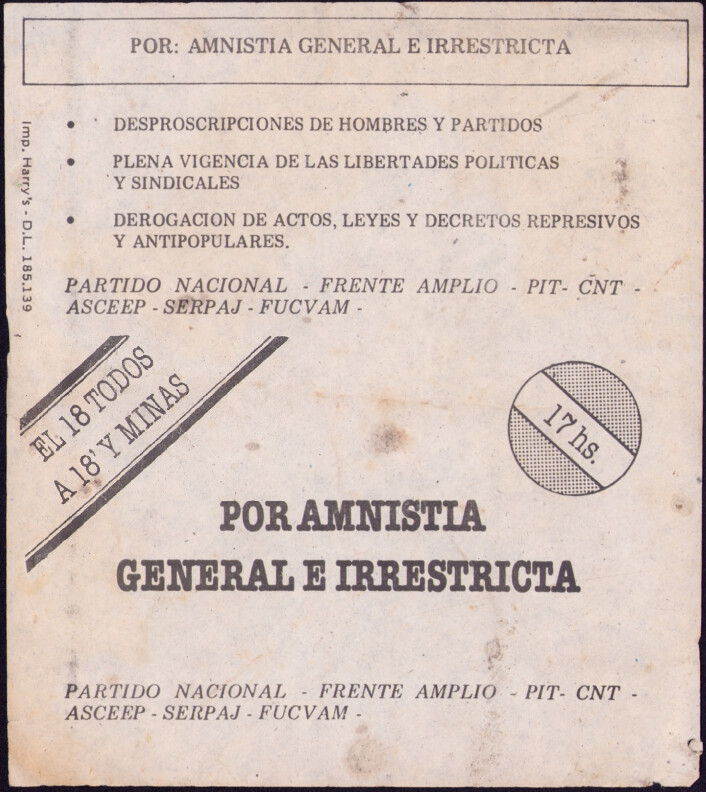 POR: AMNISTIA GENERAL E IRRESTRICTA
• DESPROSCRIPCIONES DE HOMBRES Y PARTIDOS
• PLENA VIGENCIA DE LAS LIBERTADES POLITICAS
Y SINDICALES
• DEROGACION DE ACTOS, LEYES Y DECRETOS REPRESIVOS
Y ANTIPOPULARES.
Imp. Harry's - D.L. 185.139
PARTIDO NACIONAL - FRENTE AMPLIO - PIT- CNT -
ASCEEP - SERPAJ - FUCVAM -
EL 18 TODOS
A 18' Y MINAS
17 hs.
POR AMNISTIA
GENERAL E IRRESTRICTA
PARTIDO NACIONAL - FRENTE AMPLIO - PIT- CNT -
ASCEEP - SERPAJ - FUCVAM -